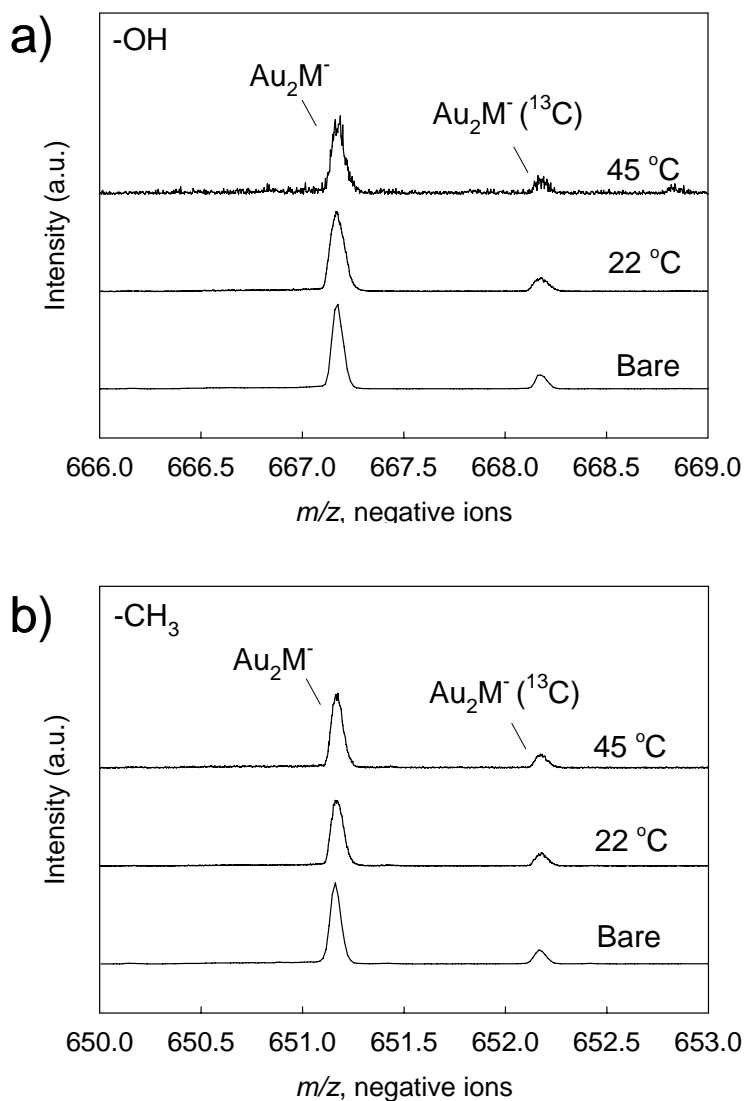 a)
-OH
Au₂M⁻
Au₂M⁻ (¹³C)
45 °C
22 °C
Bare
Intensity (a.u.)
666.0 666.5 667.0 667.5 668.0 668.5 669.0
m/z, negative ions
b)
-CH₃
Au₂M⁻
Au₂M⁻ (¹³C)
45 °C
22 °C
Bare
Intensity (a.u.)
650.0 650.5 651.0 651.5 652.0 652.5 653.0
m/z, negative ions